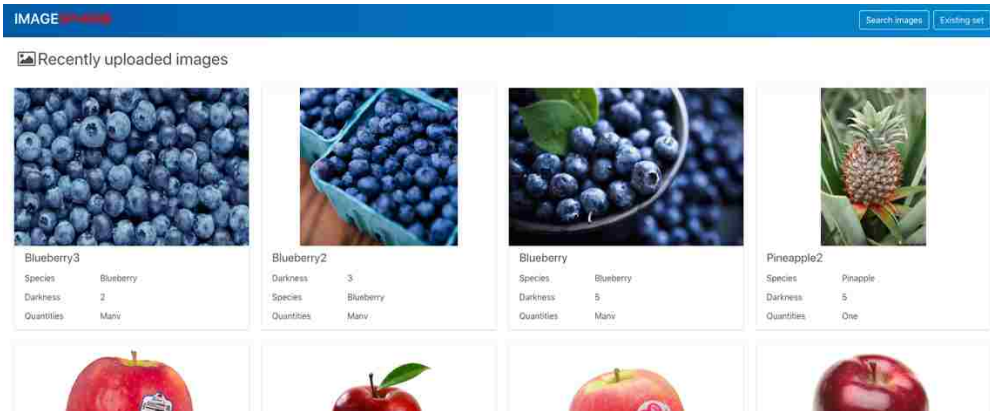 IMAGE
Search images
Existing set
Recently uploaded images
Blueberry3
Species Blueberry
Darkness 2
Quantities Many
Blueberry2
Darkness 3
Species Blueberry
Quantities Many
Blueberry
Species Blueberry
Darkness 5
Quantities Many
Pineapple2
Species Pinapple
Darkness 5
Quantities One